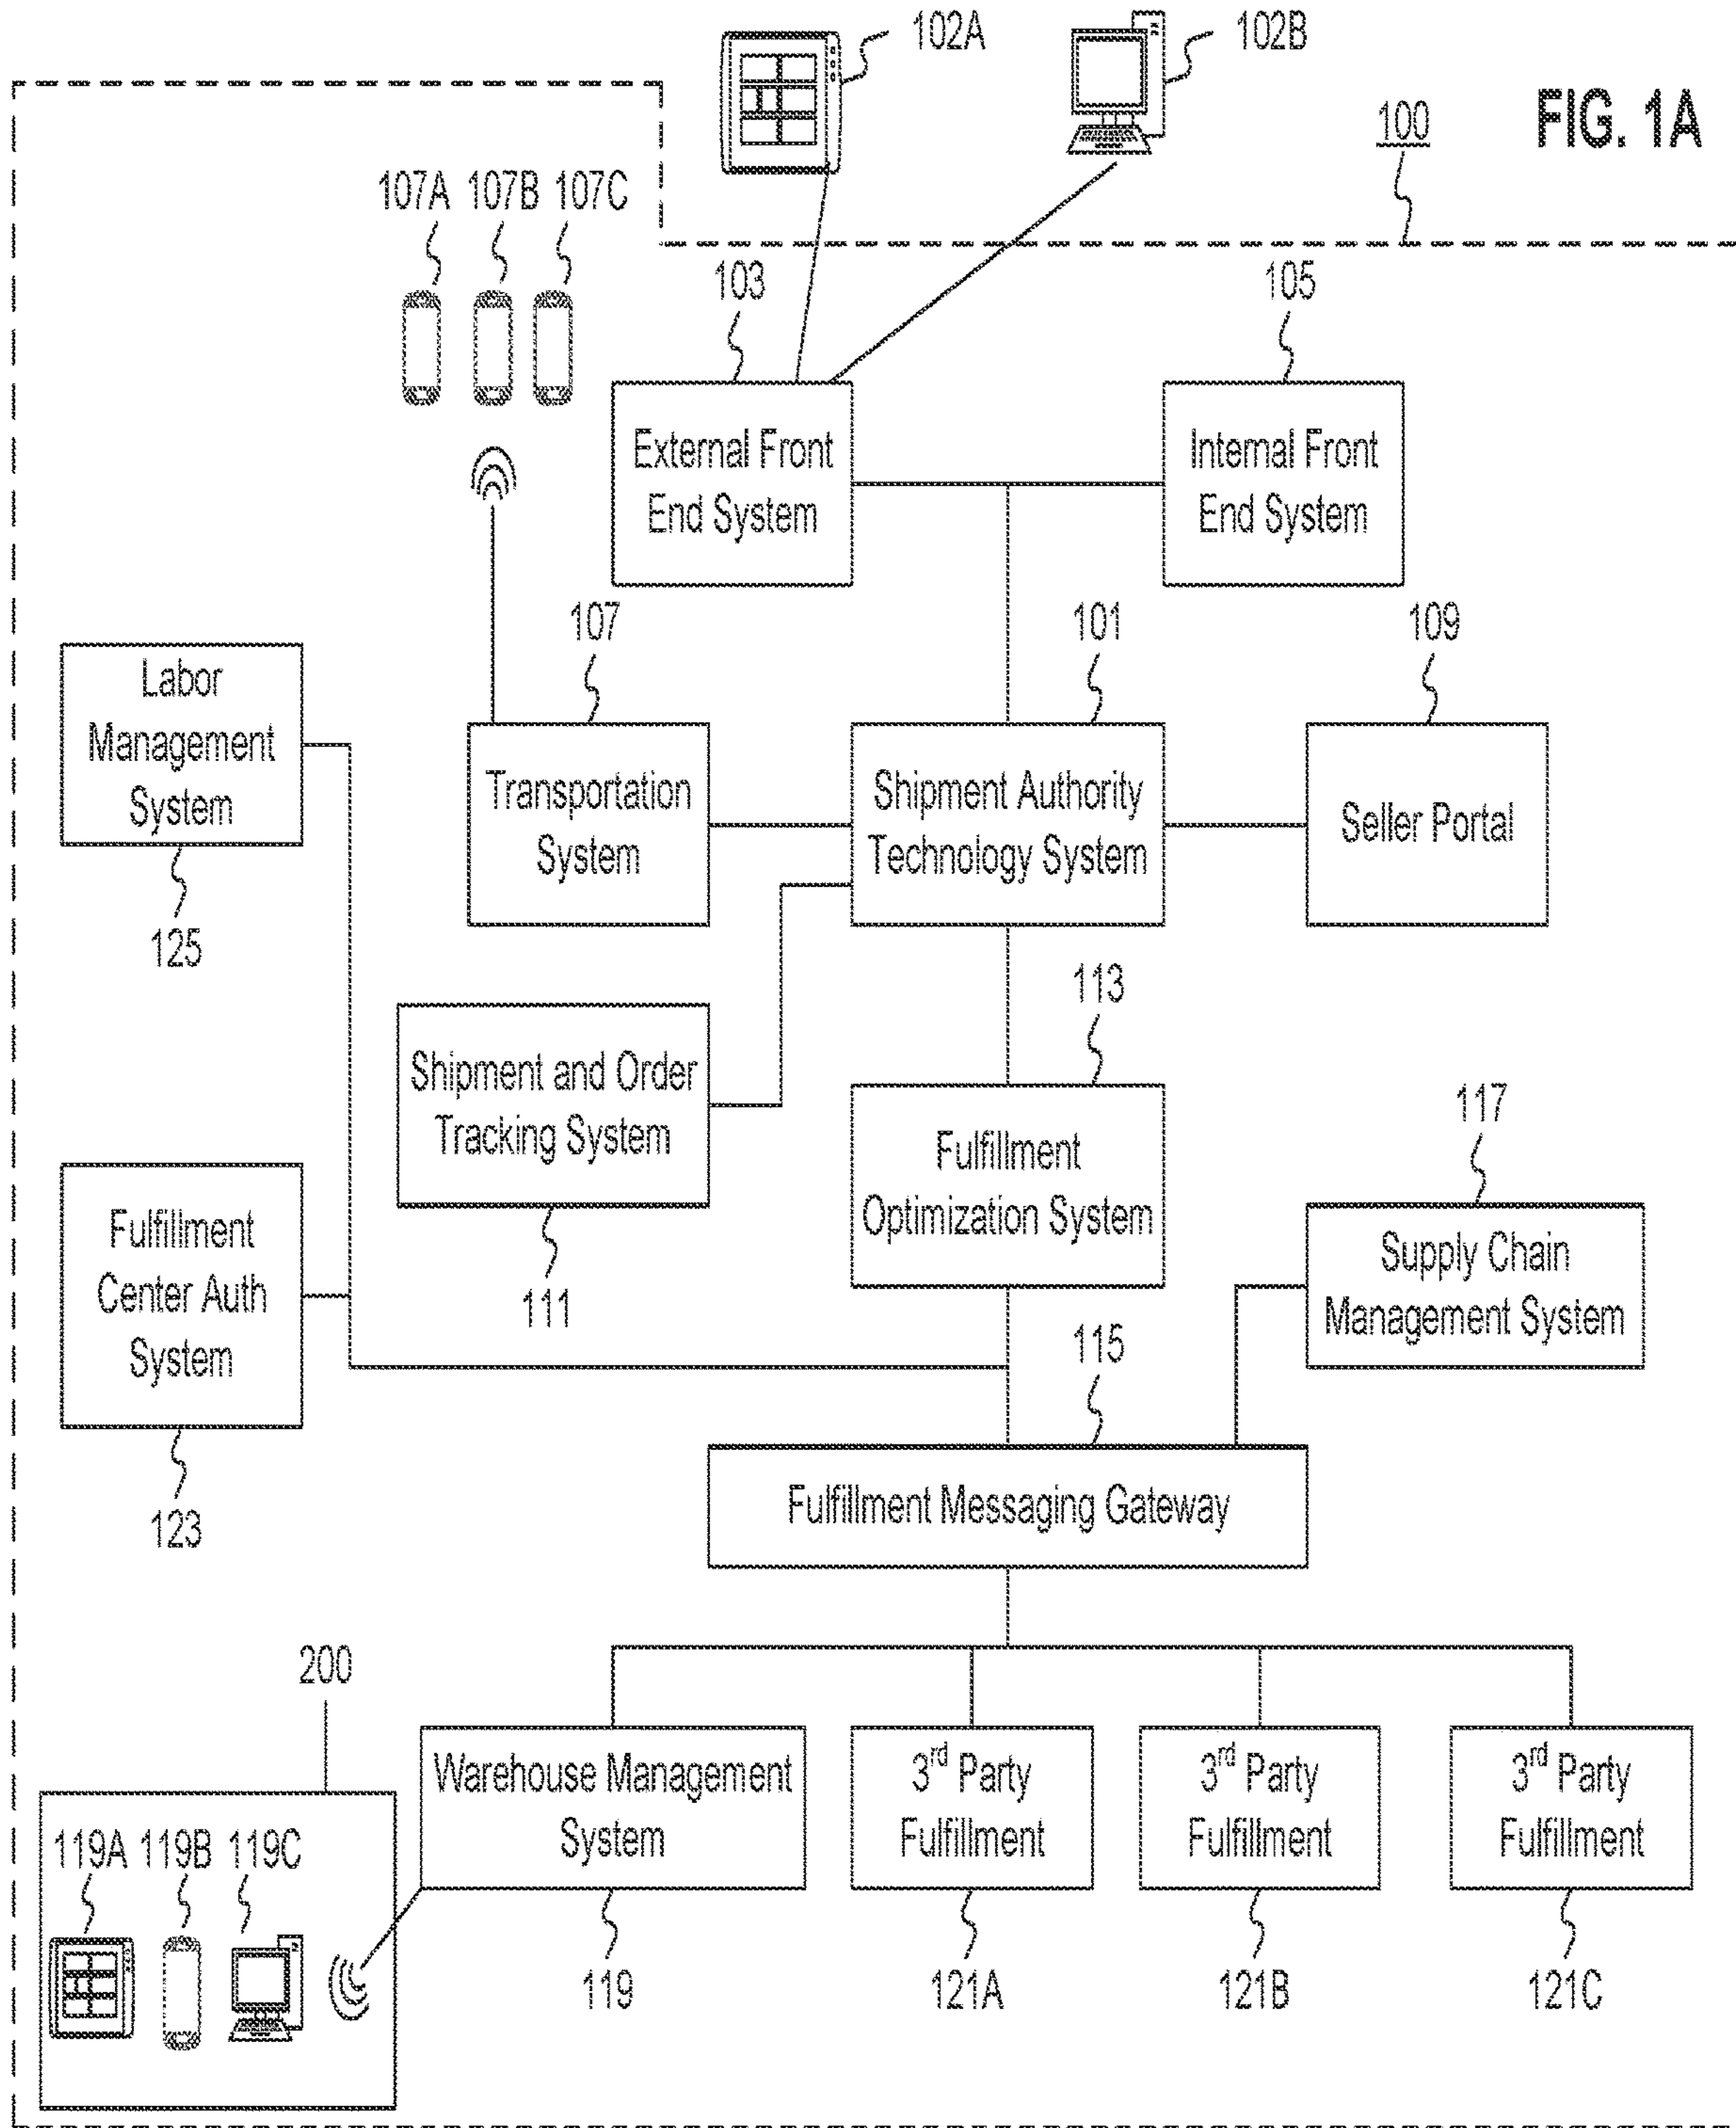 102A
102B
FIG. 1A
100
107A 107B 107C
103
105
External Front
End System
Internal Front
End System
107
101
109
Labor
Management
System
Transportation
System
Shipment Authority
Technology System
Seller Portal
125
113
Shipment and Order
Tracking System
117
Fulfillment
Optimization System
Fulfillment
Center Auth
System
111
Supply Chain
Management System
115
123
Fulfillment Messaging Gateway
200
Warehouse Management
System
3rd Party
Fulfillment
3rd Party
Fulfillment
3rd Party
Fulfillment
119A 119B 119C
119
121A
121B
121C